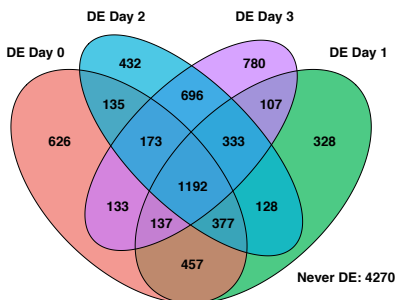 DE Day 2 DE Day 3
DE Day 0 DE Day 1
432 780
135 696 107
626 173 333 328
1192
133 137 377 128
457
Never DE: 4270